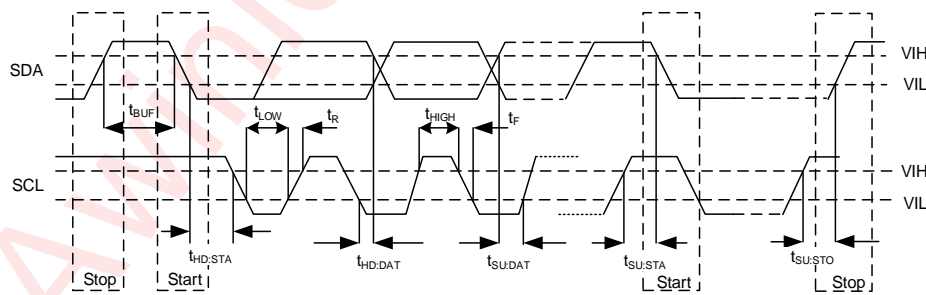 SDA
VIH
VIL
tBUF
tLOW
tR
tHIGH
tF
SCL
VIH
VIL
tHD:STA
tHD:DAT
tSU:DAT
tSU:STA
tSU:STO
Stop
Start
Start
Stop
Awinic